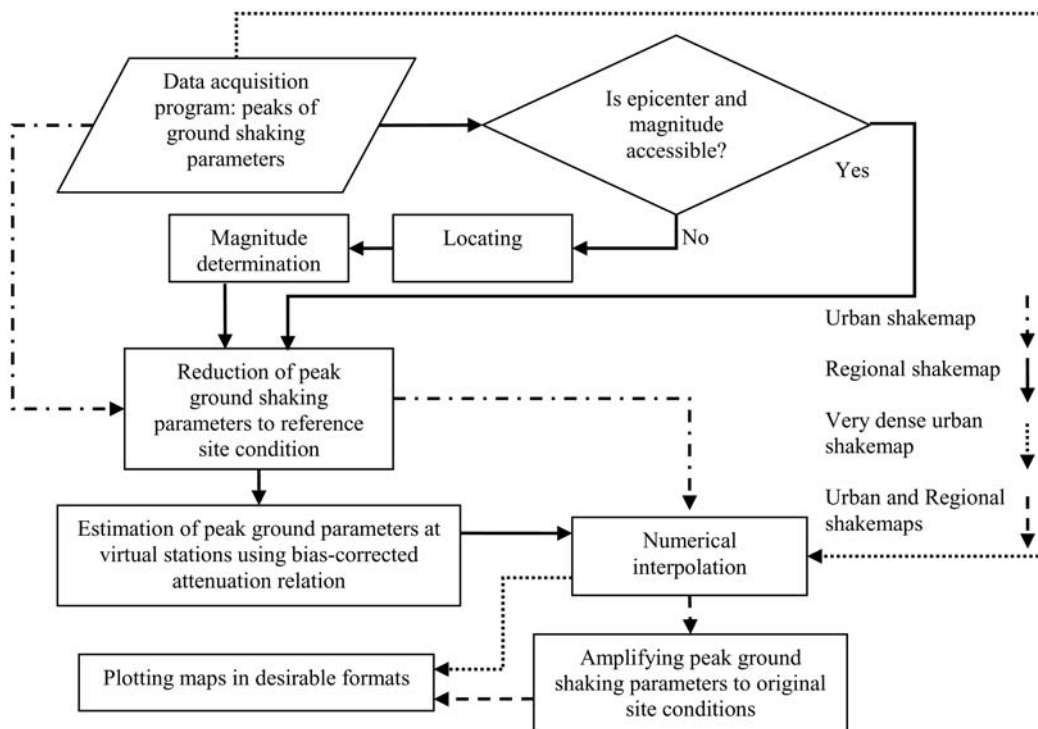 Data acquisition
program: peaks of
ground shaking
parameters
Is epicenter and
magnitude
accessible?
Yes
No
Locating
Magnitude
determination
Urban shakemap
Regional shakemap
Very dense urban
shakemap
Urban and Regional
shakemaps
Reduction of peak
ground shaking
parameters to reference
site condition
Estimation of peak ground parameters at
virtual stations using bias-corrected
attenuation relation
Numerical
interpolation
Plotting maps in desirable formats
Amplifying peak ground
shaking parameters to original
site conditions